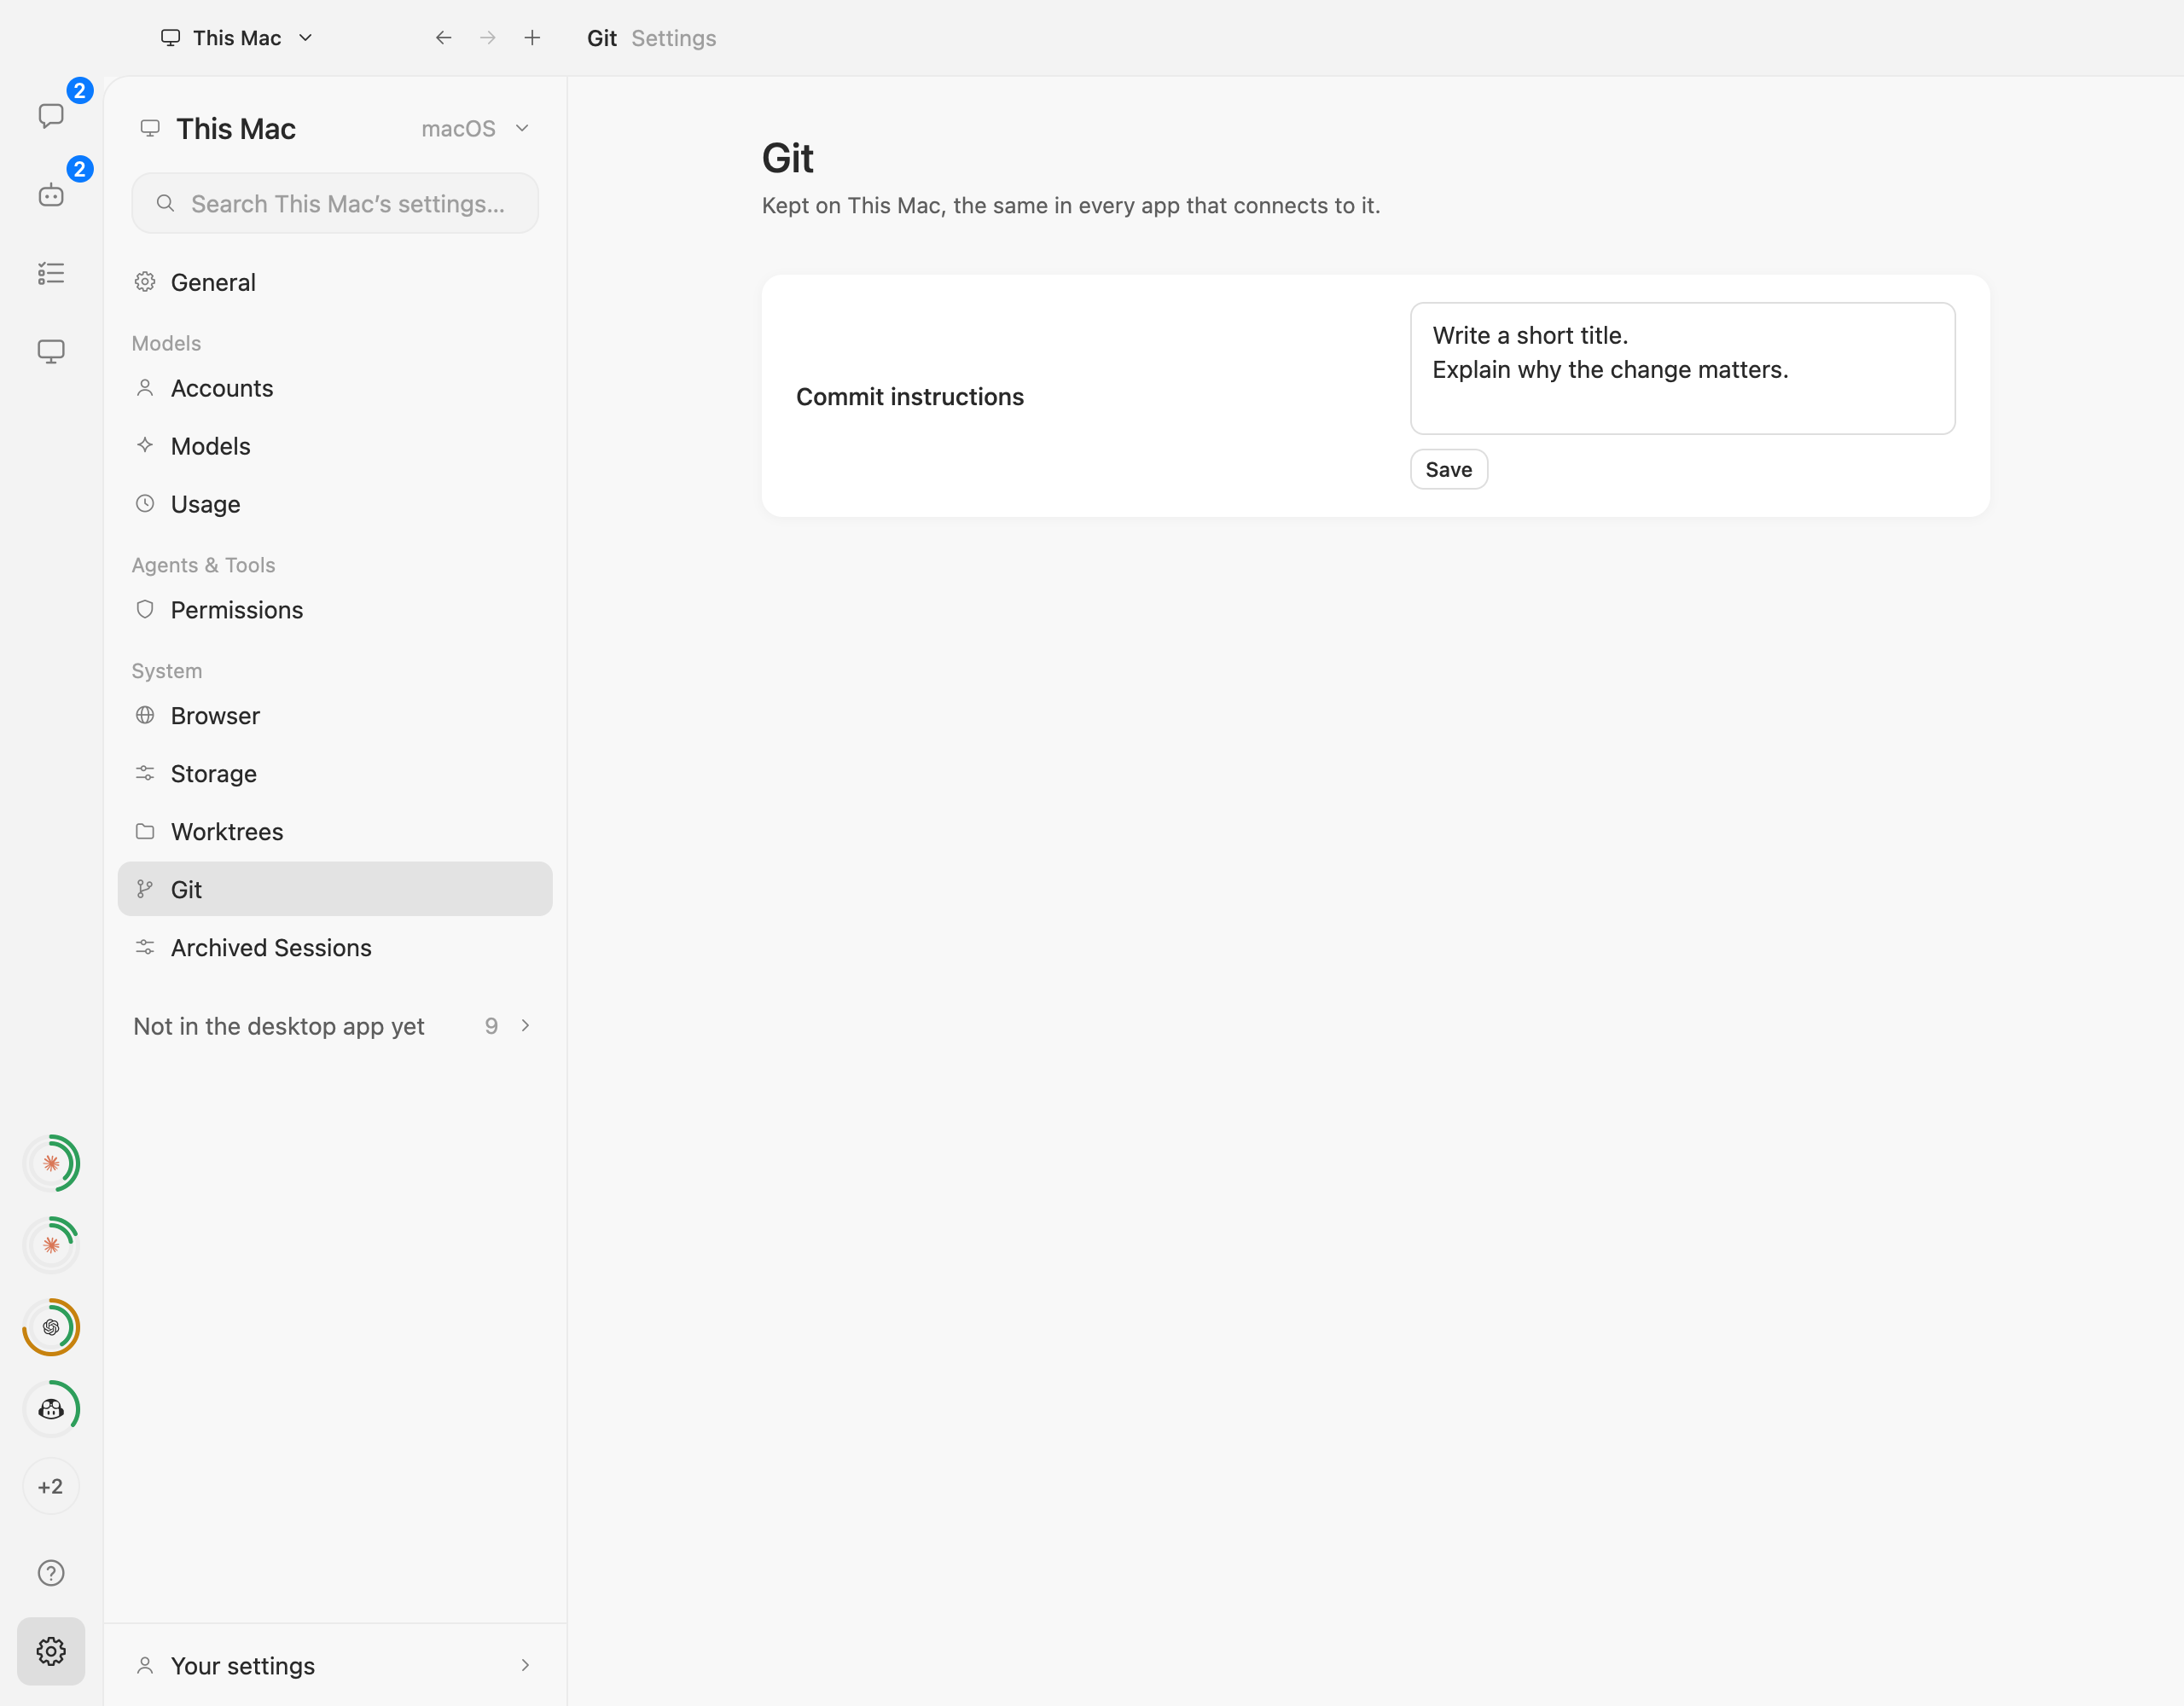 This Mac
Git Settings
2
2
This Mac macOS
Search This Mac’s settings...
General
Models
Accounts
Models
Usage
Agents & Tools
Permissions
System
Browser
Storage
Worktrees
Git
Archived Sessions
Not in the desktop app yet 9
+2
Your settings
Git
Kept on This Mac, the same in every app that connects to it.
Commit instructions
Write a short title.
Explain why the change matters.
Save